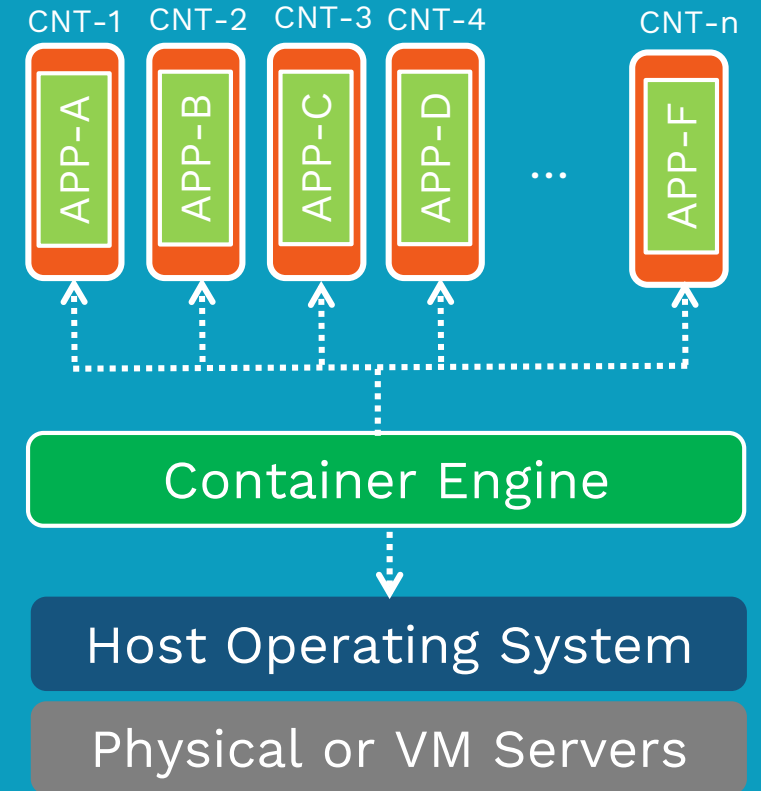 CNT-1 CNT-2 CNT-3 CNT-4 CNT-n
APP-A APP-B APP-C APP-D ... APP-F
Container Engine
Host Operating System
Physical or VM Servers